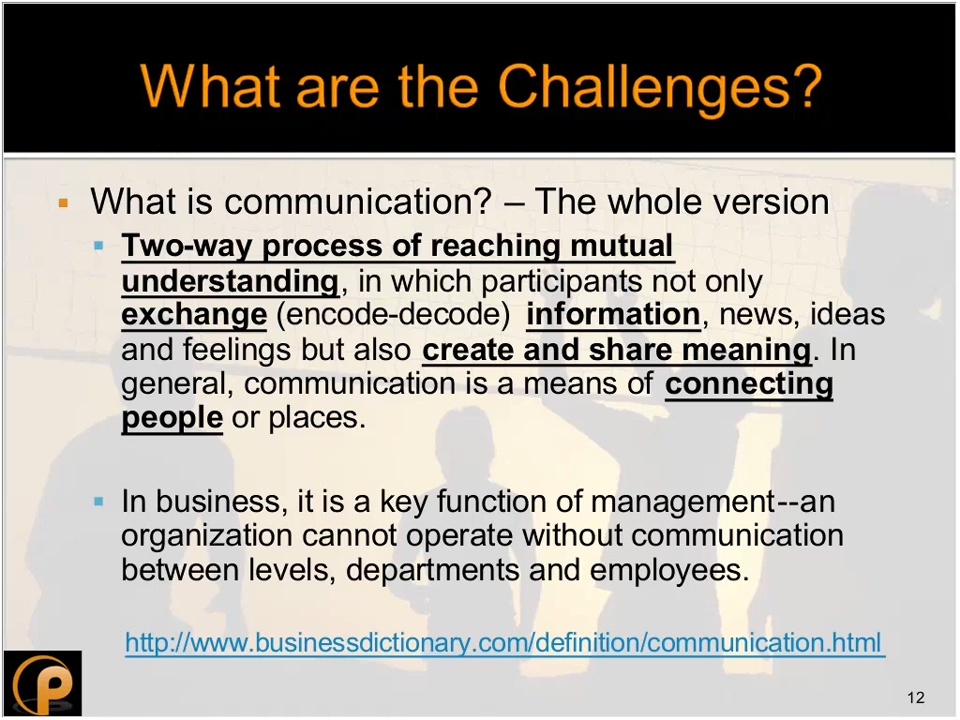 What are the Challenges?
What is communication? – The whole version
Two-way process of reaching mutual
understanding, in which participants not only
exchange (encode-decode) information, news, ideas
and feelings but also create and share meaning. In
general, communication is a means of connecting
people or places.
In business, it is a key function of management--an
organization cannot operate without communication
between levels, departments and employees.
http://www.businessdictionary.com/definition/communication.html
P
12